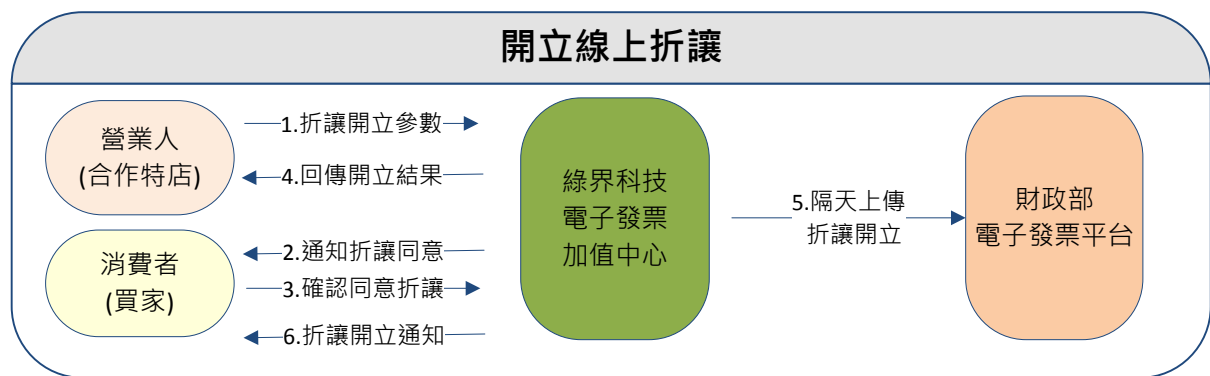 開立線上折讓
營業人
(合作特店)
1.折讓開立參數
4.回傳開立結果
消費者
(買家)
2.通知折讓同意
3.確認同意折讓
6.折讓開立通知
綠界科技
電子發票
加值中心
5.隔天上傳
折讓開立
財政部
電子發票平台